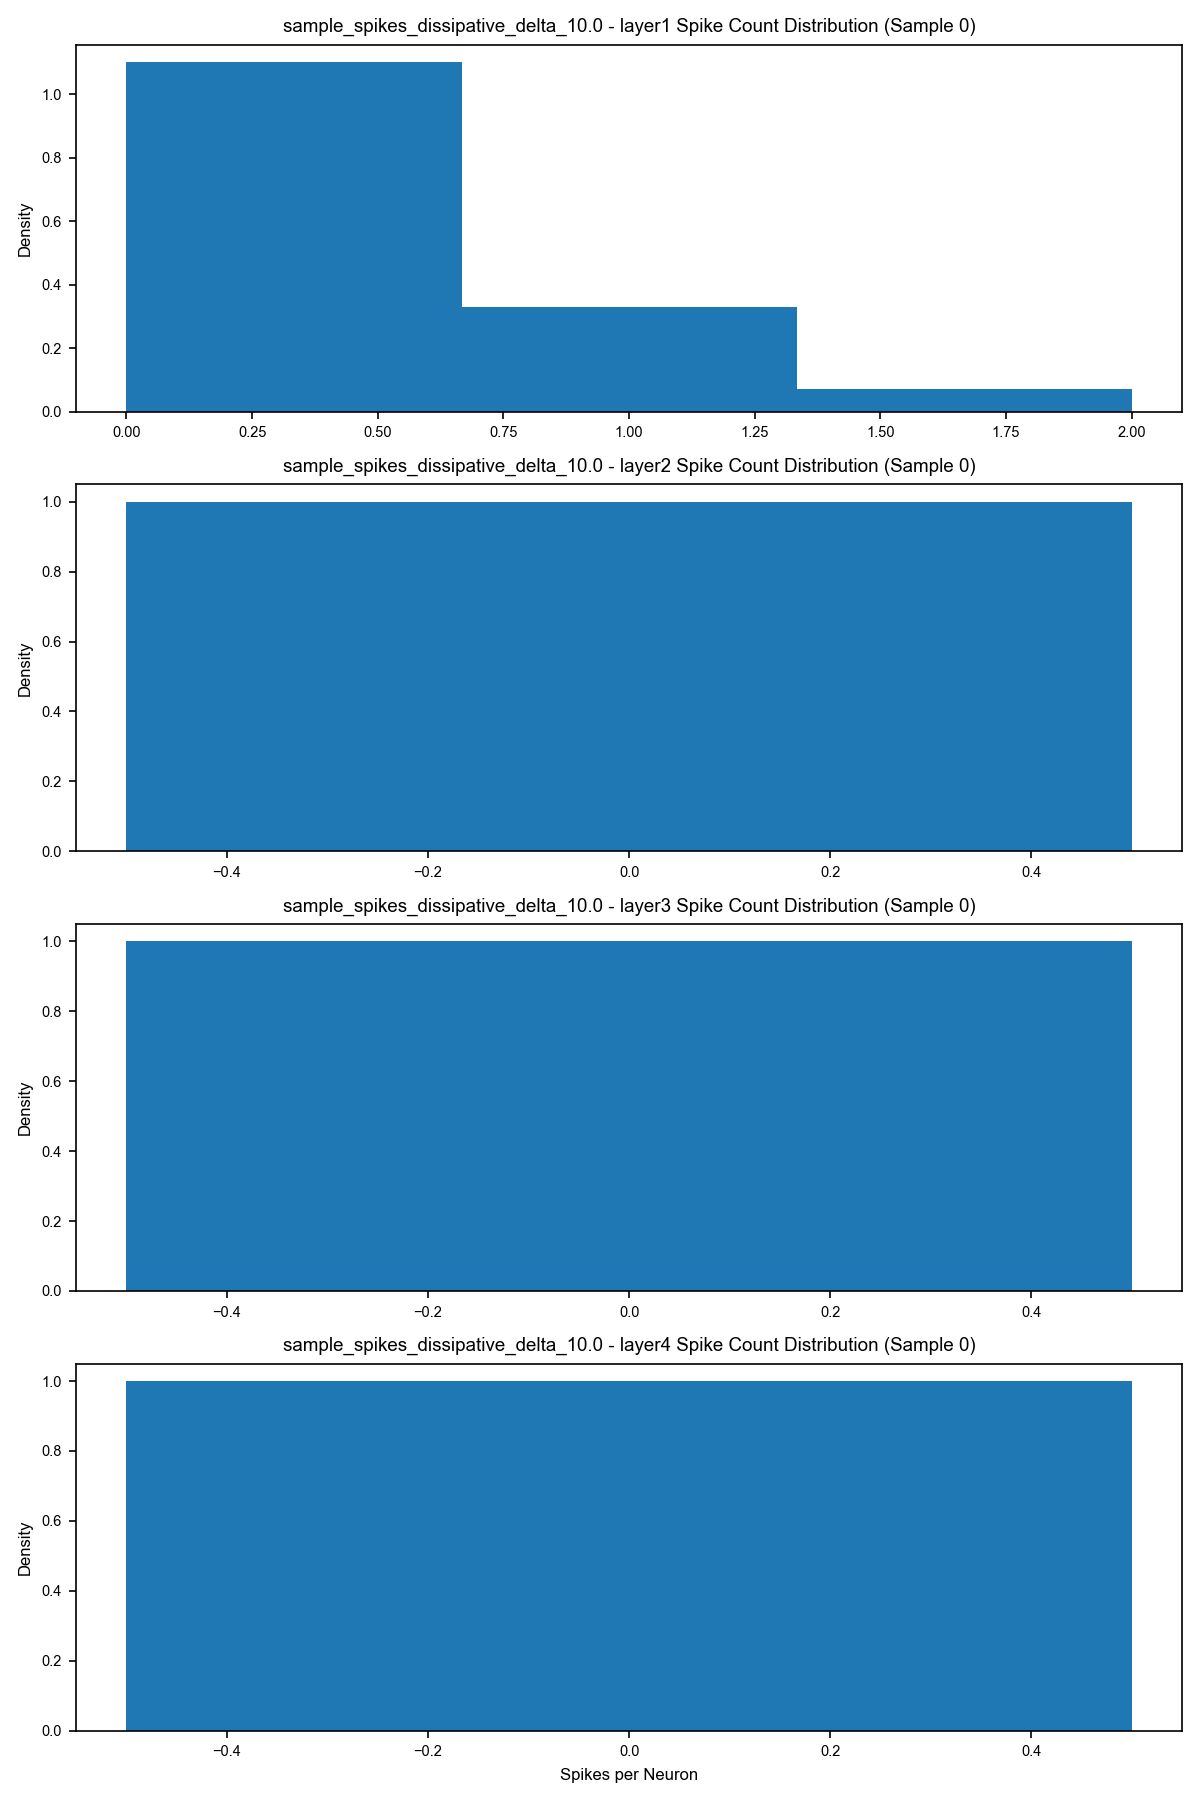 sample_spikes_dissipative_delta_10.0 - layer1 Spike Count Distribution (Sample 0)
Density
1.0
0.8
0.6
0.4
0.2
0.0
0.00 0.25 0.50 0.75 1.00 1.25 1.50 1.75 2.00
sample_spikes_dissipative_delta_10.0 - layer2 Spike Count Distribution (Sample 0)
Density
1.0
0.8
0.6
0.4
0.2
0.0
−0.4 −0.2 0.0 0.2 0.4
sample_spikes_dissipative_delta_10.0 - layer3 Spike Count Distribution (Sample 0)
Density
1.0
0.8
0.6
0.4
0.2
0.0
−0.4 −0.2 0.0 0.2 0.4
sample_spikes_dissipative_delta_10.0 - layer4 Spike Count Distribution (Sample 0)
Density
1.0
0.8
0.6
0.4
0.2
0.0
−0.4 −0.2 0.0 0.2 0.4
Spikes per Neuron